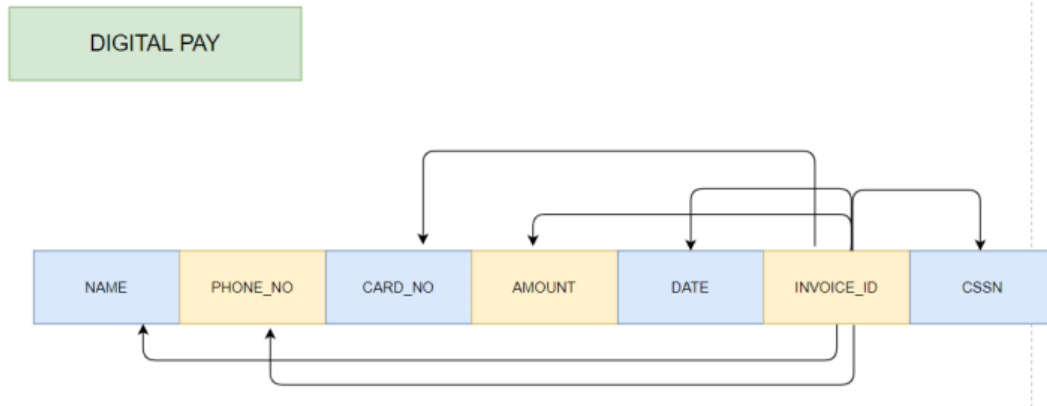 DIGITAL PAY
NAME PHONE_NO CARD_NO AMOUNT DATE INVOICE_ID CSSN